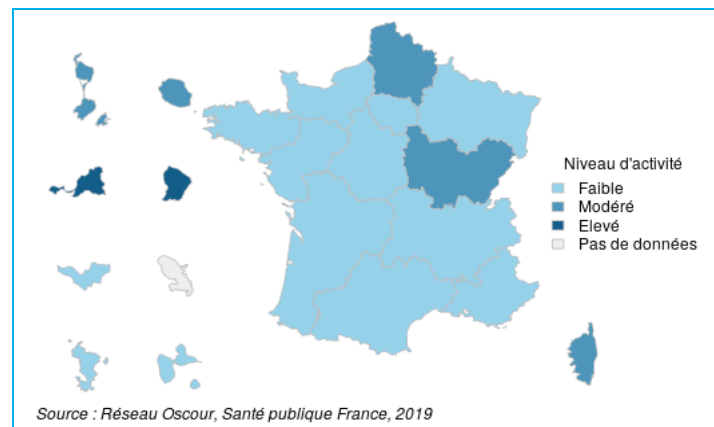 Niveau d'activité
Faible
Modéré
Elevé
Pas de données
Source : Réseau Oscour, Santé publique France, 2019